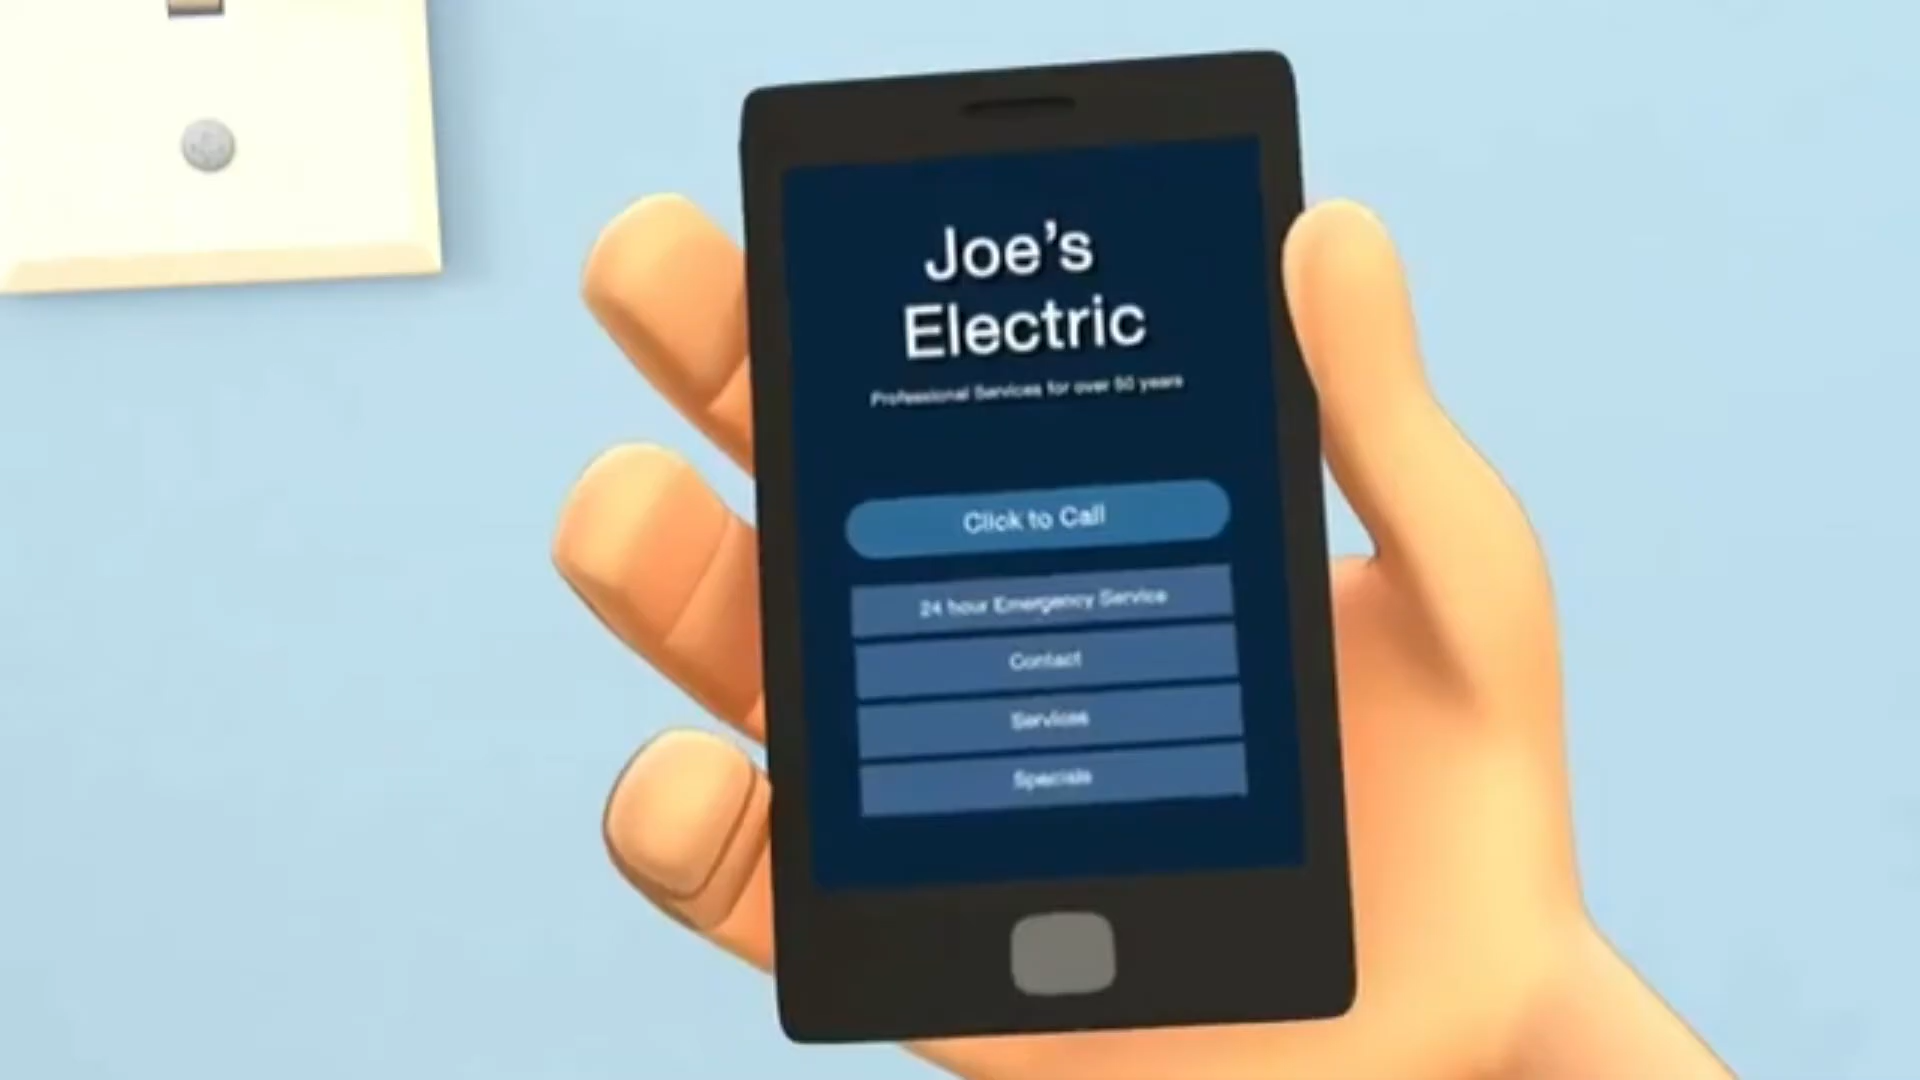 Joe's
Electric
Professional Services for over 50 years
Click to Call
24 hour Emergency Service
Contact
Services
Specials